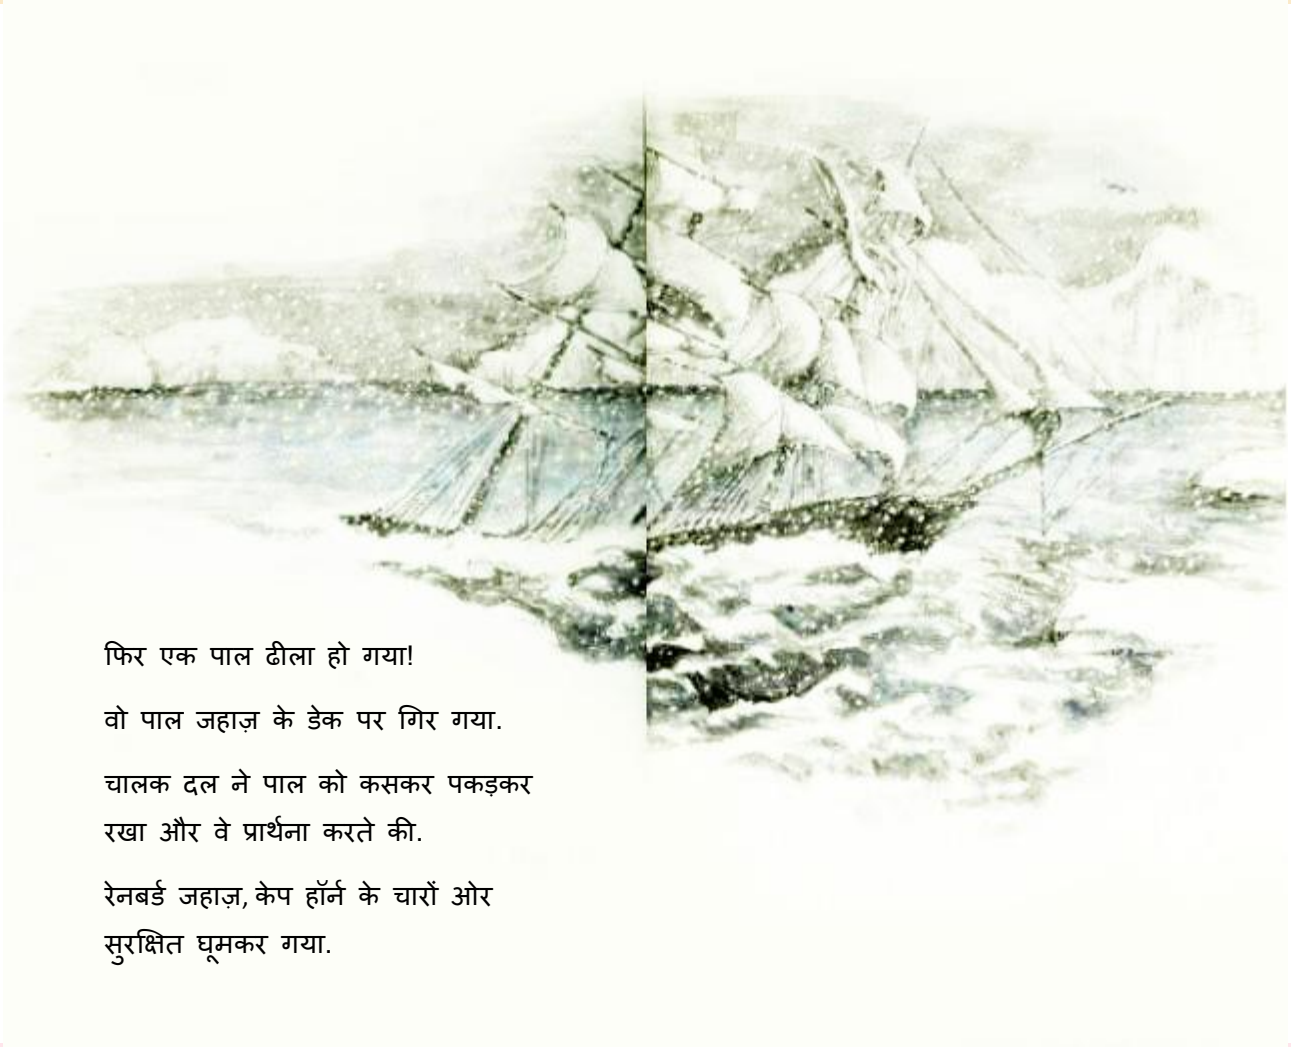 फिर एक पाल ढीला हो गया!
वो पाल जहाज़ के डेक पर गिर गया.
चालक दल ने पाल को कसकर पकड़कर
रखा और वे प्रार्थना करते की.
रेनबर्ड जहाज़, केप हॉर्न के चारों ओर
सुरक्षित घूमकर गया.